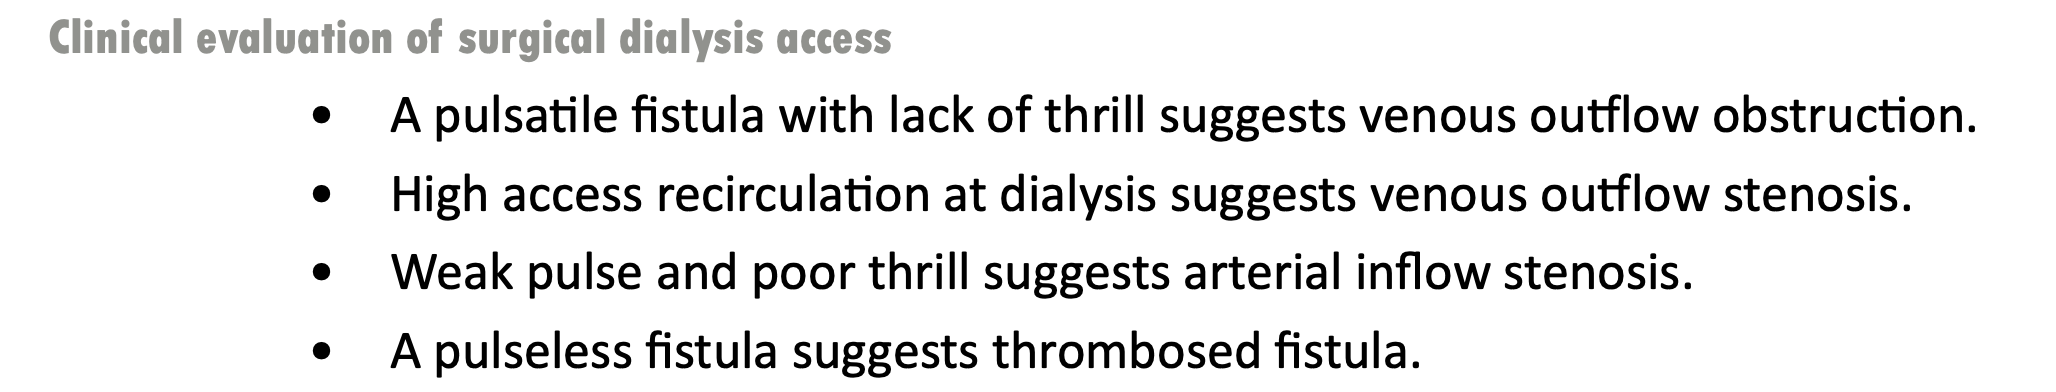 Clinical evaluation of surgical dialysis access
• A pulsatile fistula with lack of thrill suggests venous outflow obstruction.
• High access recirculation at dialysis suggests venous outflow stenosis.
• Weak pulse and poor thrill suggests arterial inflow stenosis.
• A pulseless fistula suggests thrombosed fistula.